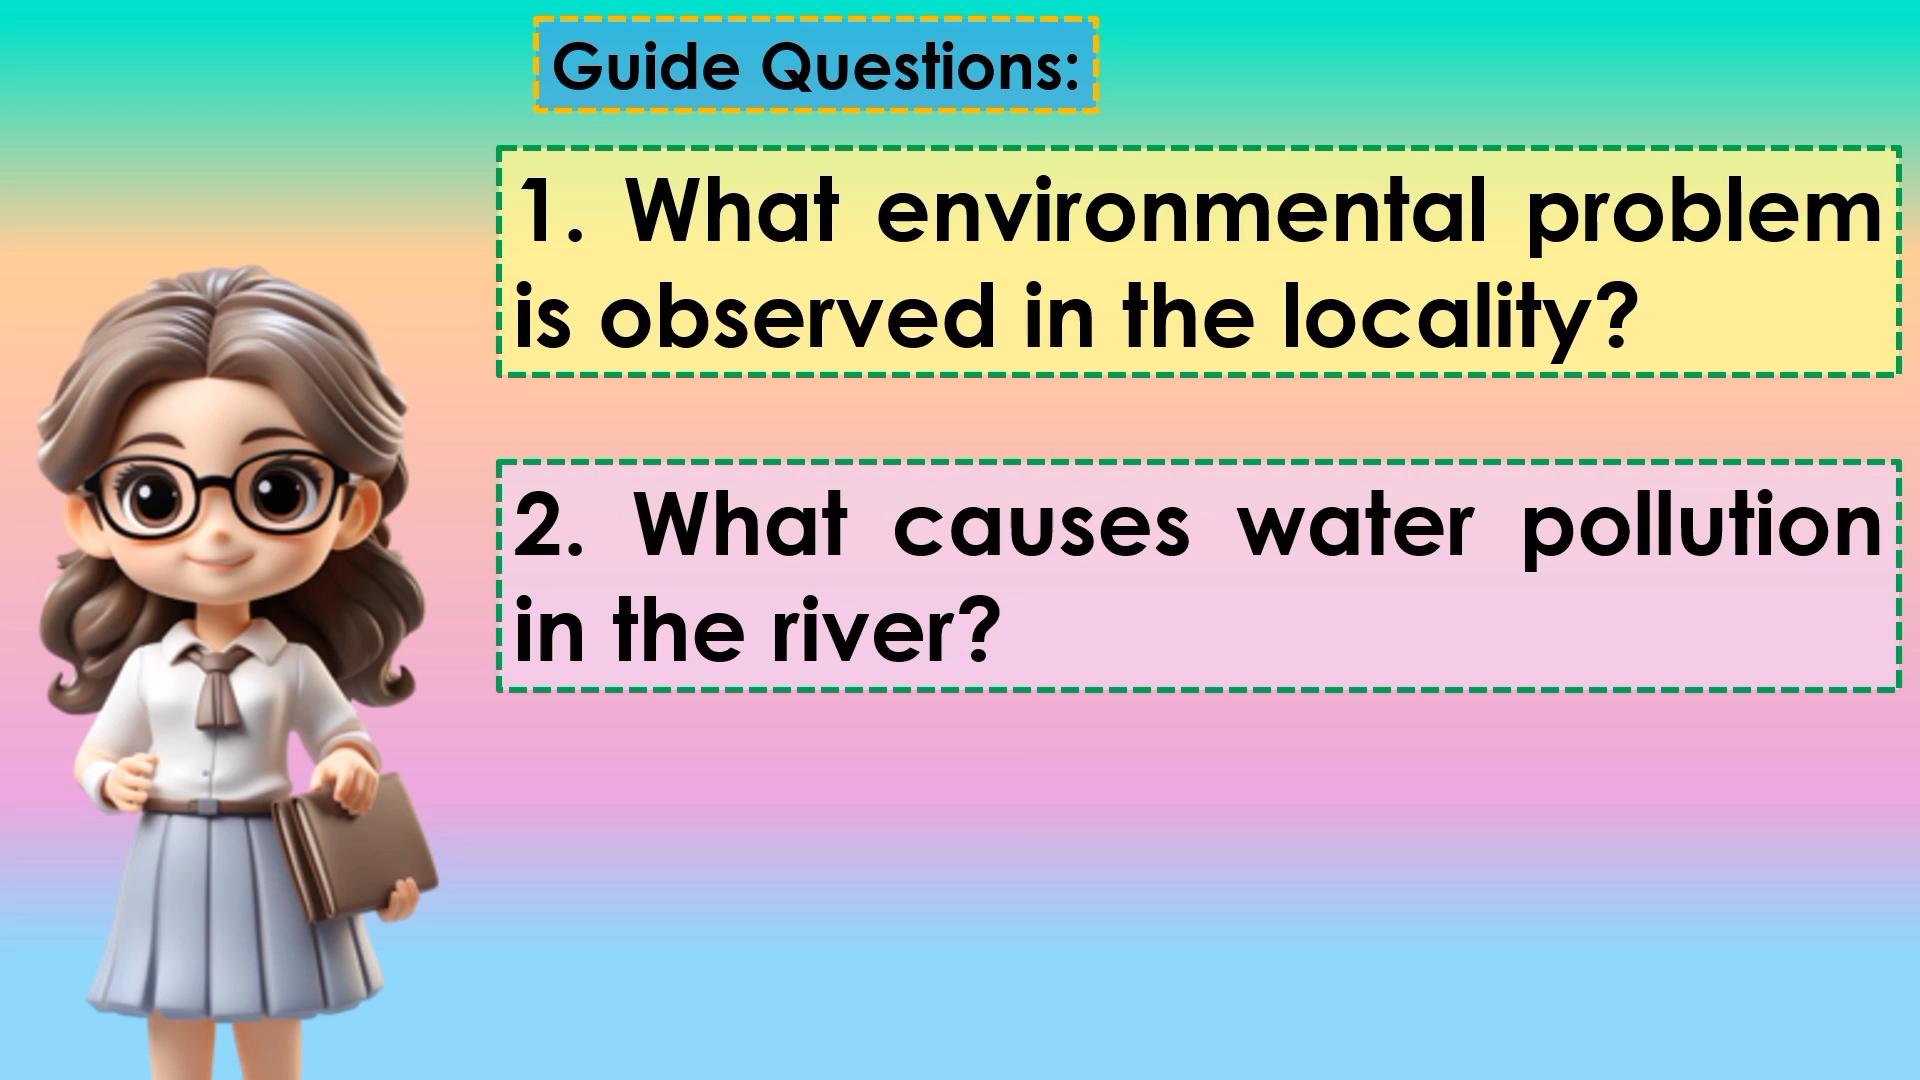 Guide Questions:
1. What environmental problem
is observed in the locality?
2. What causes water pollution
in the river?